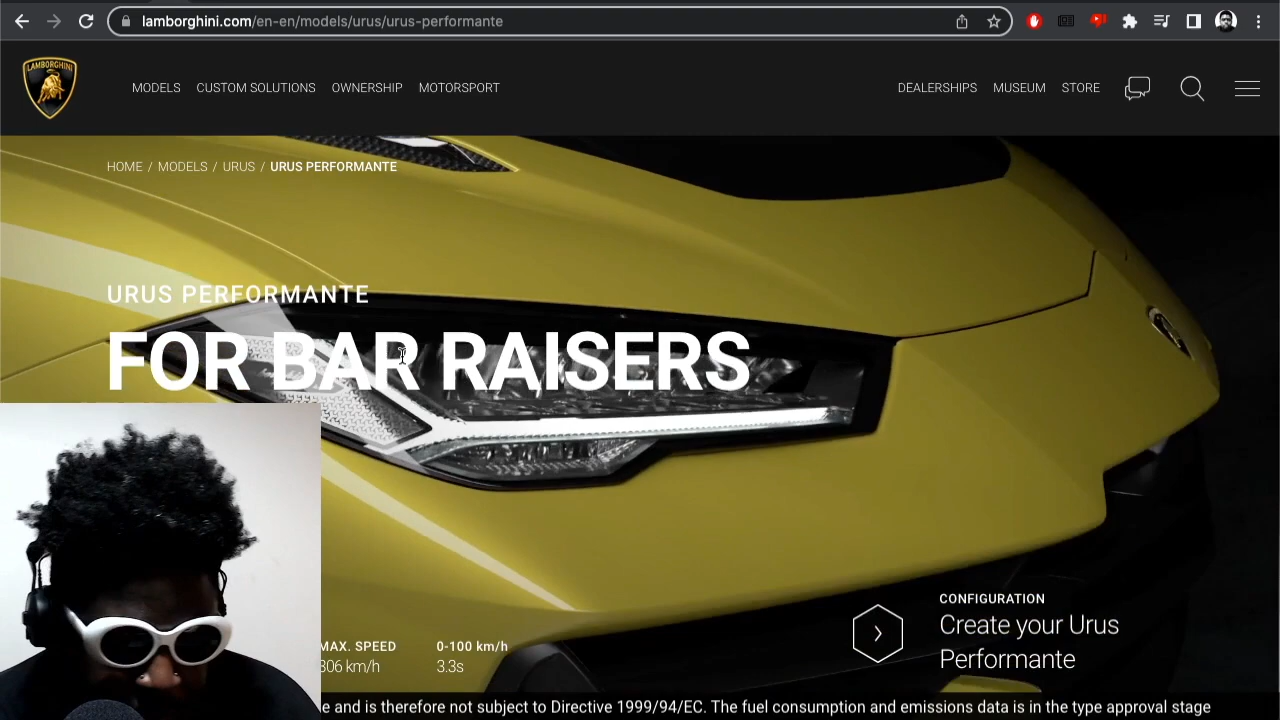 lamborghini.com/en-en/models/urus/urus-performante
LAMBORGHINI
MODELS CUSTOM SOLUTIONS OWNERSHIP MOTORSPORT DEALERSHIPS MUSEUM STORE
HOME / MODELS / URUS / URUS PERFORMANTE
URUS PERFORMANTE
FOR BAR RAISERS
MAX. SPEED 0-100 km/h
306 km/h 3.3s
CONFIGURATION
Create your Urus
Performante
e and is therefore not subject to Directive 1999/94/EC. The fuel consumption and emissions data is in the type approval stage